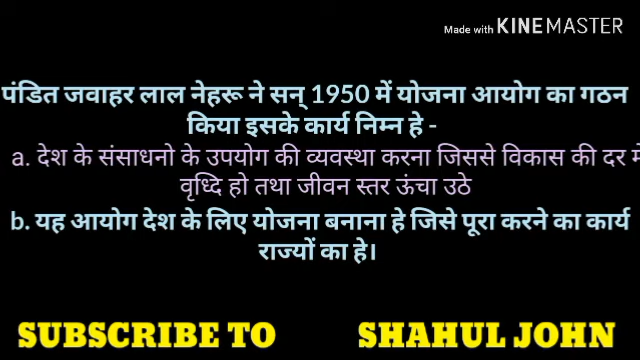 Made with KINEMASTER
पंडित जवाहर लाल नेहरू ने सन् 1950 में योजना आयोग का गठन
किया इसके कार्य निम्न हे -
a. देश के संसाधनो के उपयोग की व्यवस्था करना जिससे विकास की दर में
वृध्दि हो तथा जीवन स्तर ऊंचा उठे
b. यह आयोग देश के लिए योजना बनाना हे जिसे पूरा करने का कार्य
राज्यों का हे।
SUBSCRIBE TO SHAHUL JOHN